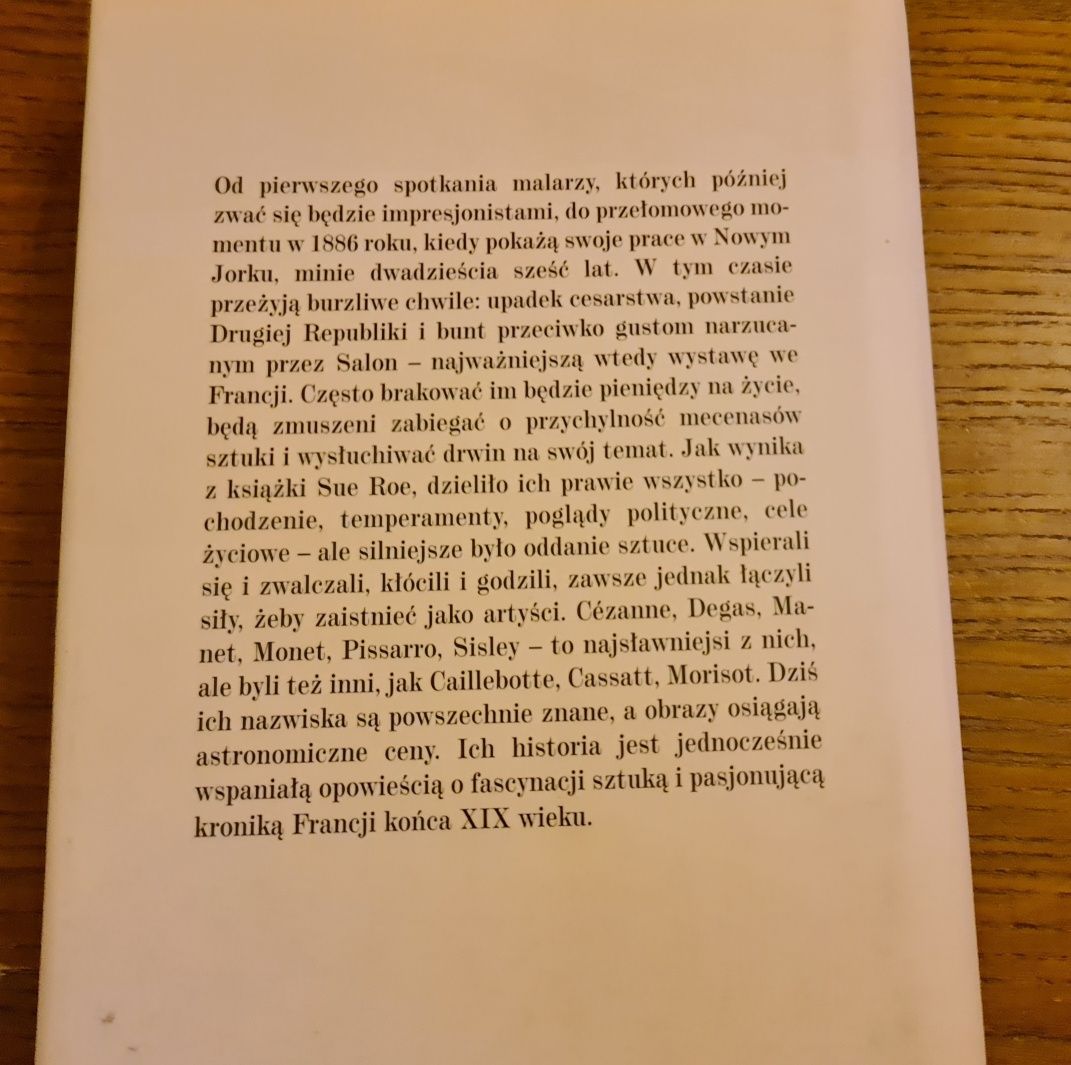 Od pierwszego spotkania malarzy, których później
zwać się będzie impresjonistami, do przełomowego mo-
mentu w 1886 roku, kiedy pokażą swoje prace w Nowym
Jorku, minie dwadzieścia sześć lat. W tym czasie
przeżyją burzliwe chwile: upadek cesarstwa, powstanie
Drugiej Republiki i bunt przeciwko gustom narzuca-
nym przez Salon – najważniejszą wtedy wystawę we
Francji. Często brakować im będzie pieniędzy na życie,
będą zmuszeni zabiegać o przychylność mecenasów
sztuki i wysłuchiwać drwin na swój temat. Jak wynika
z książki Sue Roe, dzieliło ich prawie wszystko – po-
chodzenie, temperamenty, poglądy polityczne, cele
życiowe – ale silniejsze było oddanie sztuce. Wspierali
się i zwalczali, kłócili i godzili, zawsze jednak łączyli
siły, żeby zaistnieć jako artyści. Cézanne, Degas, Ma-
net, Monet, Pissarro, Sisley – to najsławniejsi z nich,
ale byli też inni, jak Caillebotte, Cassatt, Morisot. Dziś
ich nazwiska są powszechnie znane, a obrazy osiągają
astronomiczne ceny. Ich historia jest jednocześnie
wspaniałą opowieścią o fascynacji sztuką i pasjonującą
kroniką Francji końca XIX wieku.